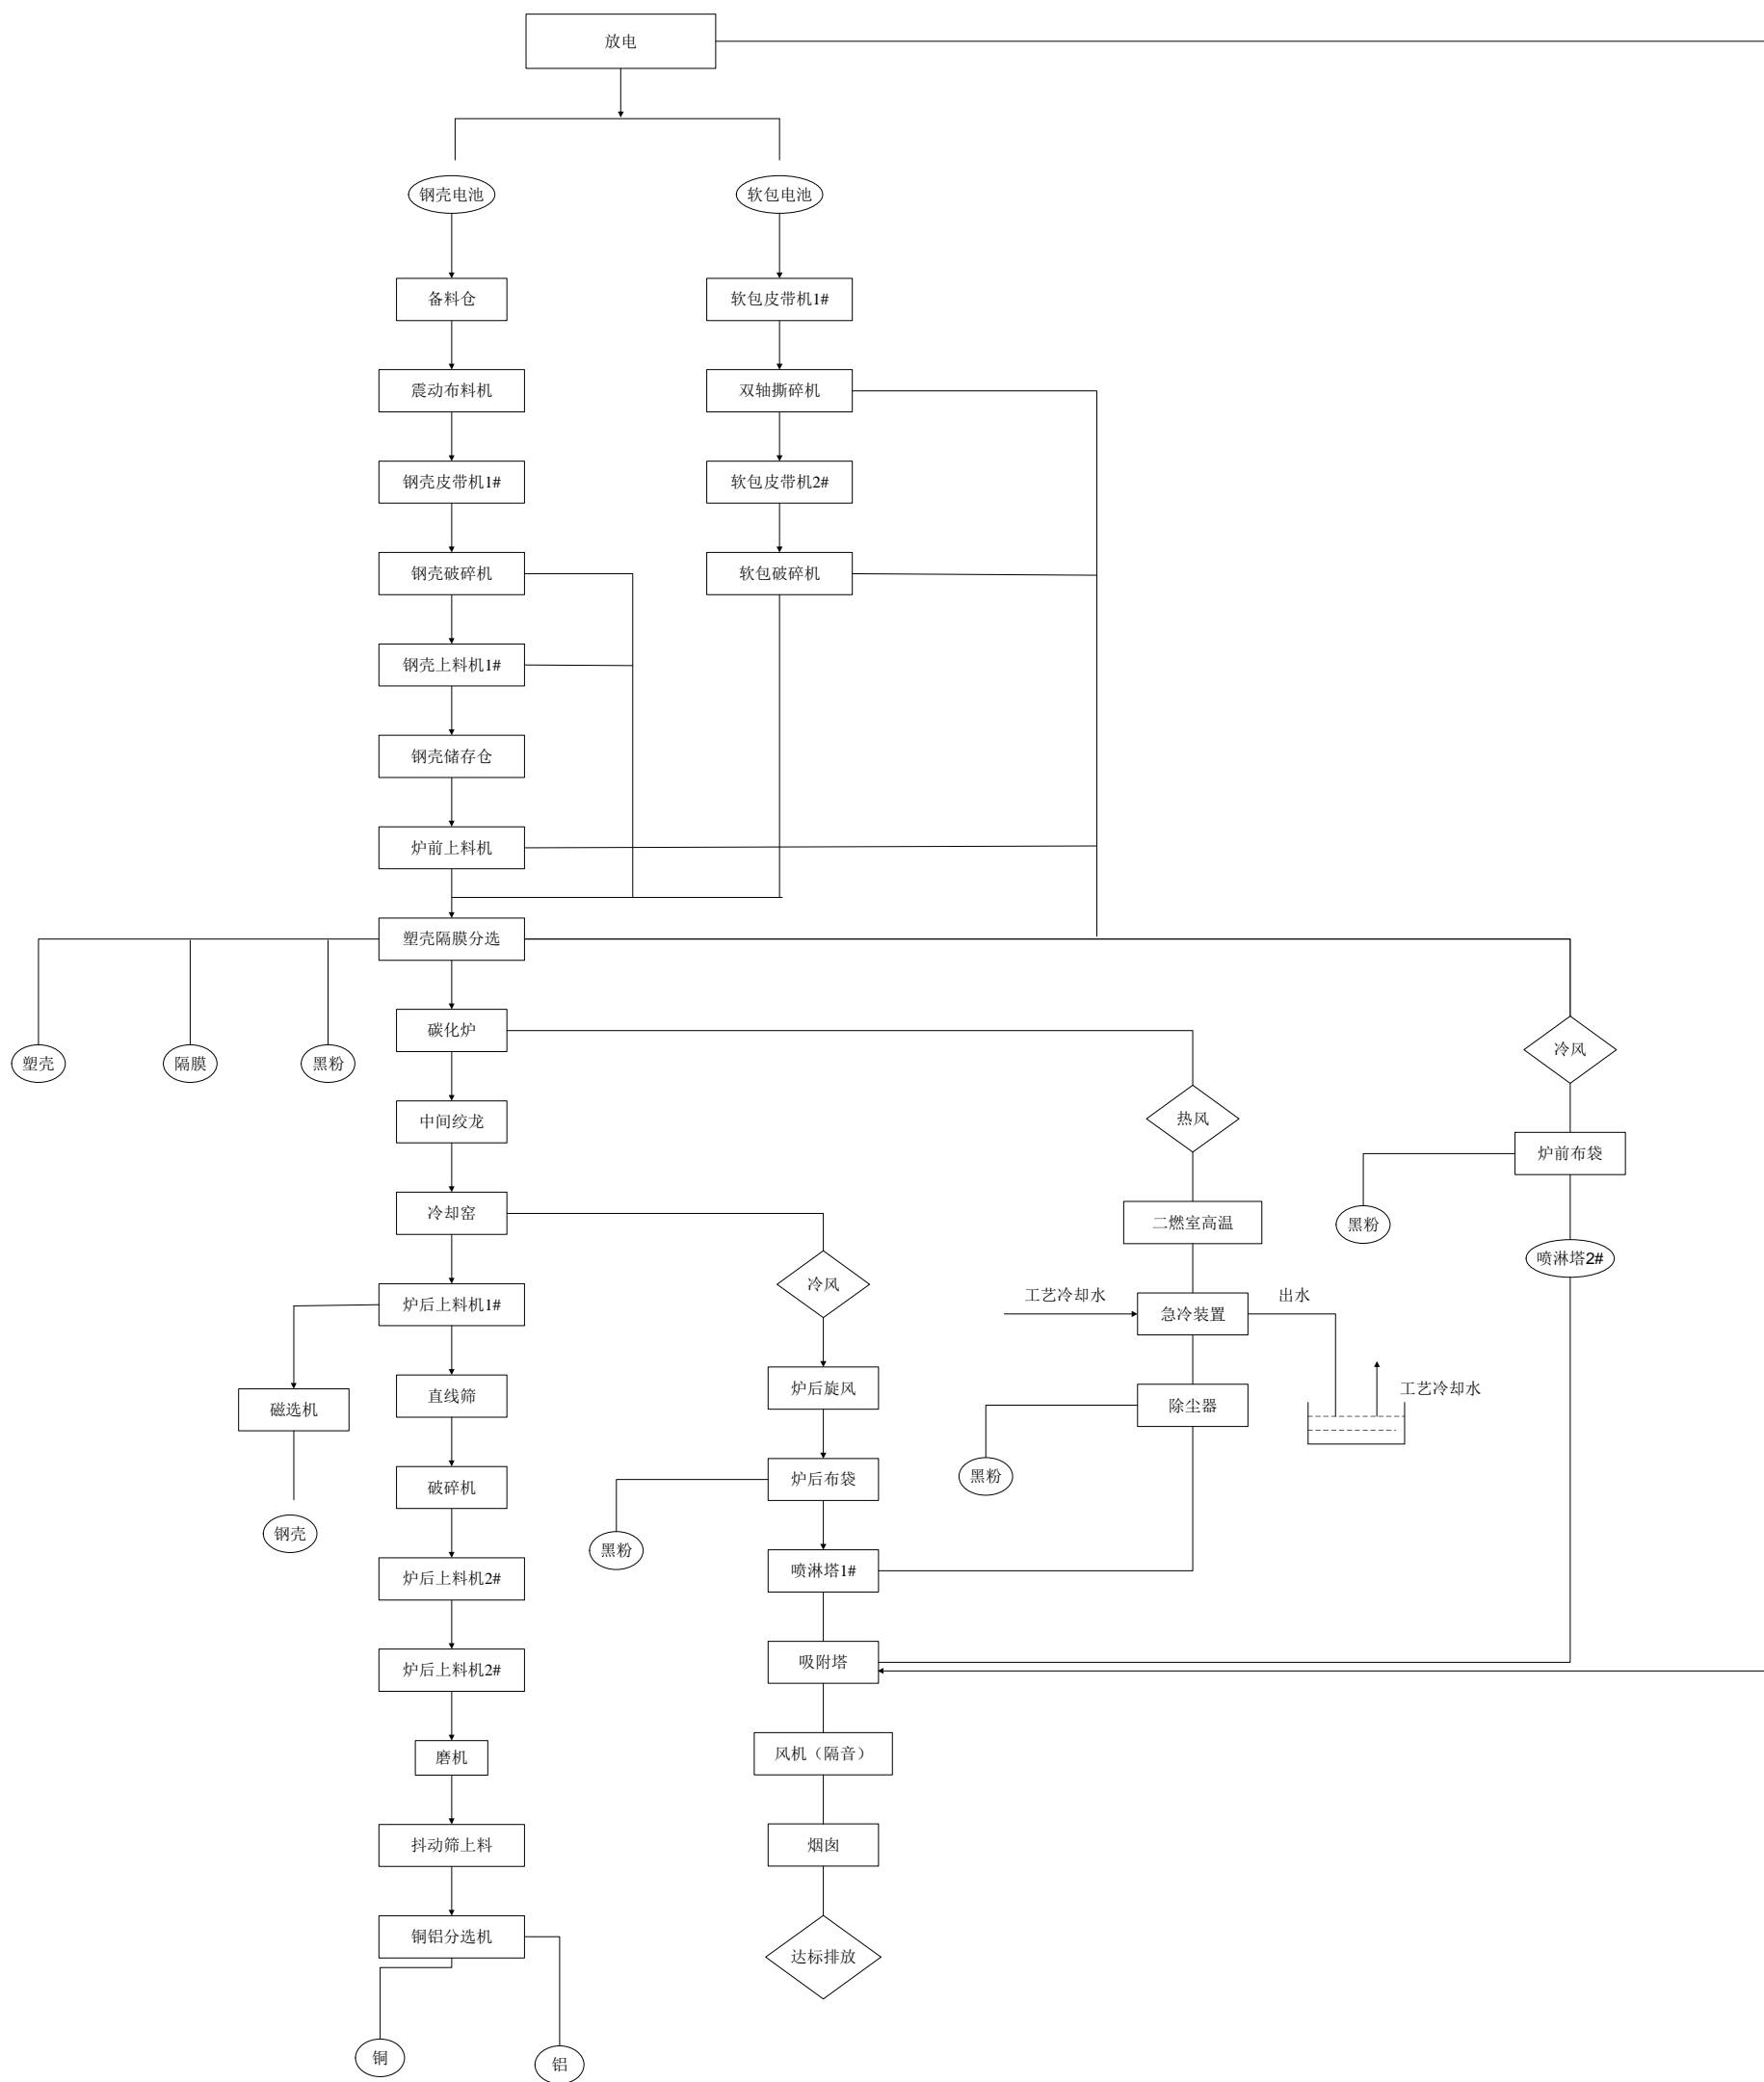 放电
钢壳电池
软包电池
备料仓
软包皮带机1#
震动布料机
双轴撕碎机
钢壳皮带机1#
软包皮带机2#
钢壳破碎机
软包破碎机
钢壳上料机1#
钢壳储存仓
炉前上料机
塑壳隔膜分选
碳化炉
塑壳
隔膜
黑粉
冷风
中间绞龙
热风
炉前布袋
冷却窑
二燃室高温
黑粉
喷淋塔2#
冷风
炉后上料机1#
工艺冷却水
急冷装置
出水
炉后旋风
工艺冷却水
直线筛
磁选机
除尘器
炉后布袋
黑粉
破碎机
钢壳
黑粉
喷淋塔1#
炉后上料机2#
吸附塔
炉后上料机2#
风机（隔音）
磨机
抖动筛上料
烟囱
铜铝分选机
达标排放
铜
铝